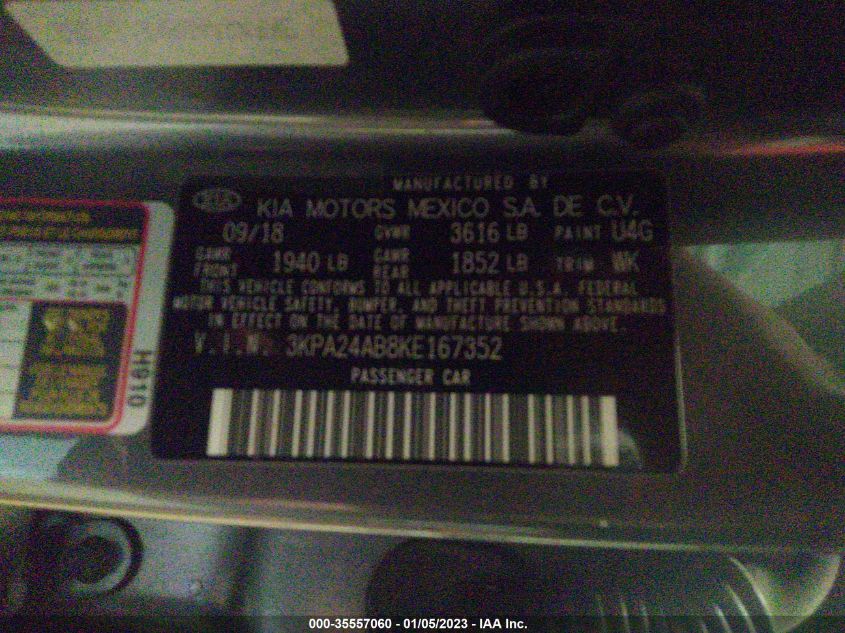 MANUFACTURED BY
KIA KIA MOTORS MEXICO S.A. DE C.V.
09/18 GVWR 3616 LB PAINT U4G
GAWR FRONT 1940 LB GAWR REAR 1852 LB TRIM WK
THIS VEHICLE CONFORMS TO ALL APPLICABLE U.S.A. FEDERAL
MOTOR VEHICLE SAFETY, BUMPER, AND THEFT PREVENTION STANDARDS
IN EFFECT ON THE DATE OF MANUFACTURE SHOWN ABOVE.
V.I.N. 3KPA24AB8KE167352
PASSENGER CAR
H910
000-35557060 - 01/05/2023 - IAA Inc.